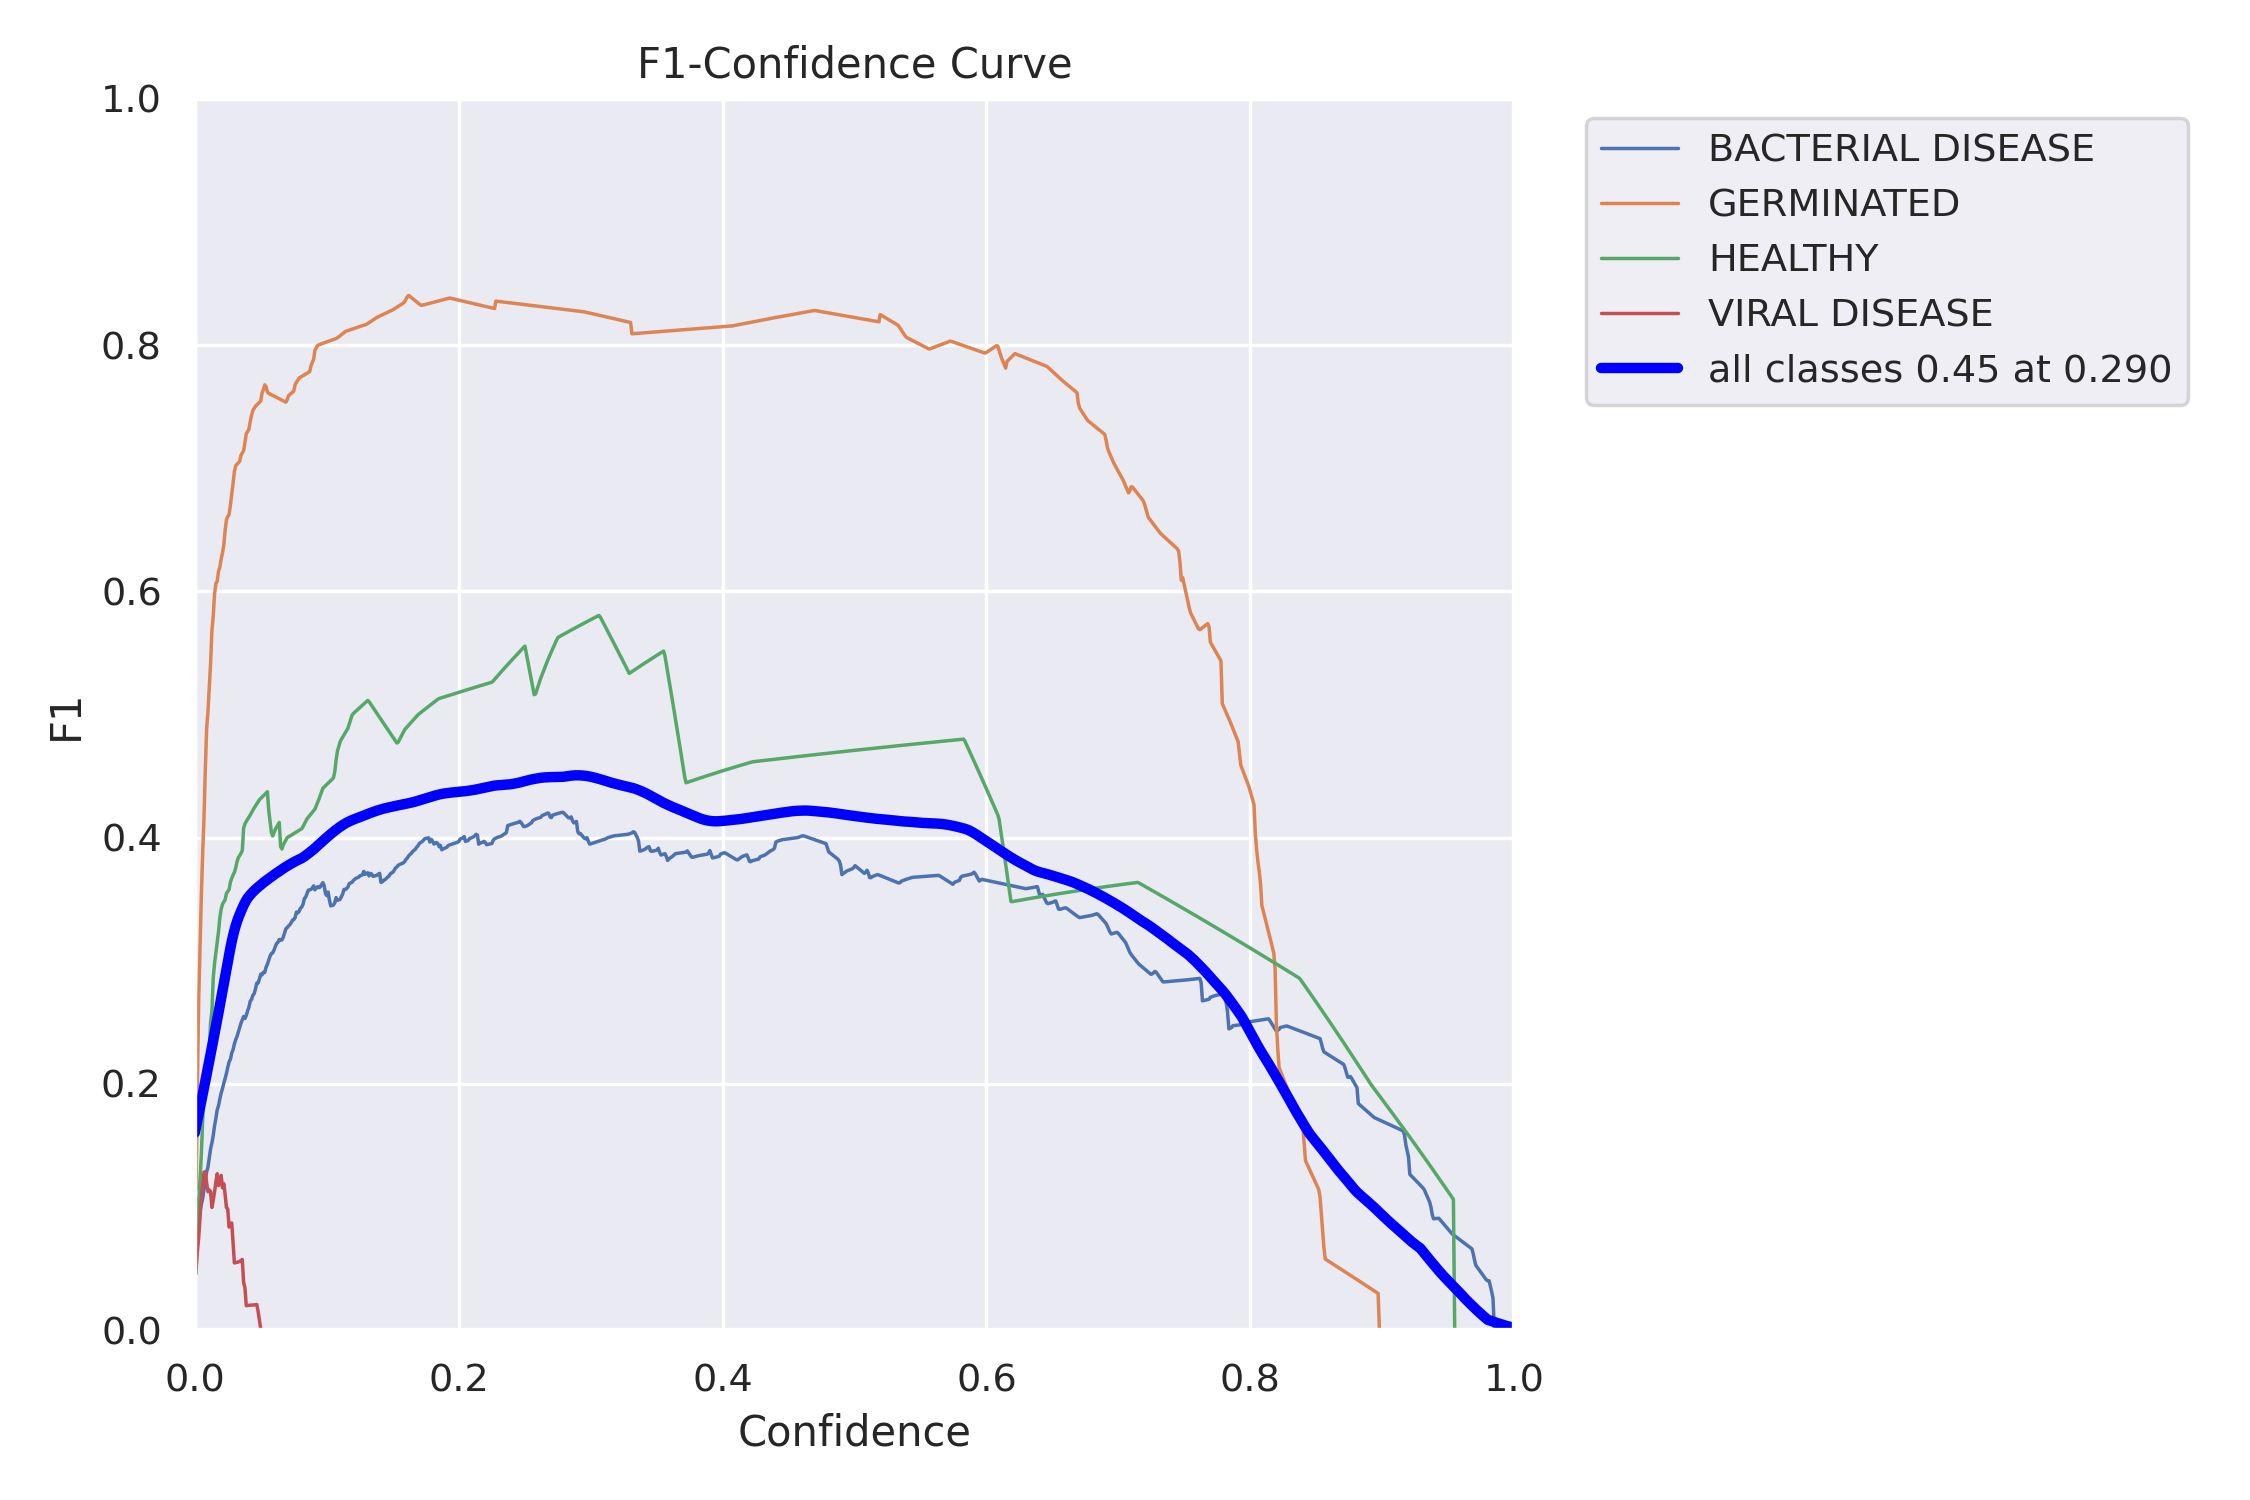 F1-Confidence Curve
1.0
0.8
0.6
0.4
0.2
0.0
F1
0.0 0.2 0.4 0.6 0.8 1.0
Confidence
BACTERIAL DISEASE
GERMINATED
HEALTHY
VIRAL DISEASE
all classes 0.45 at 0.290